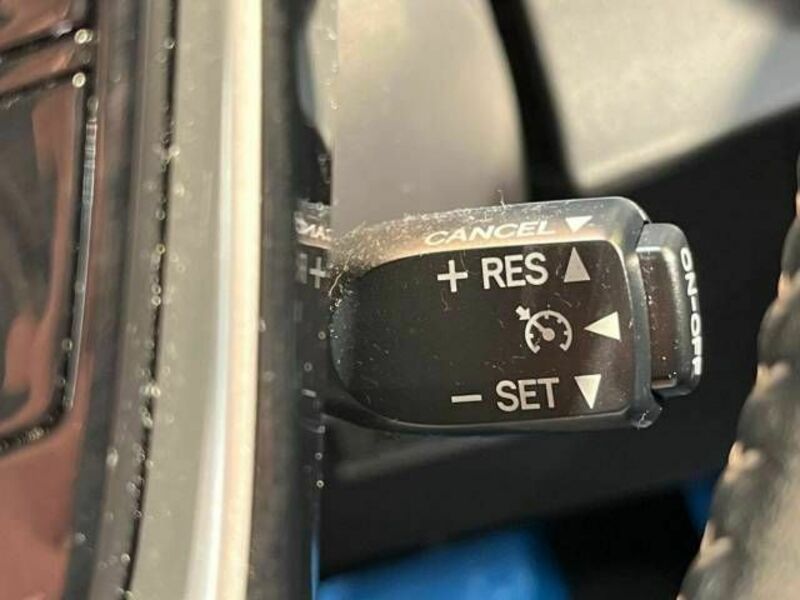 CANCEL ▼
+ RES ▲
◀
− SET ▼
ON-OFF